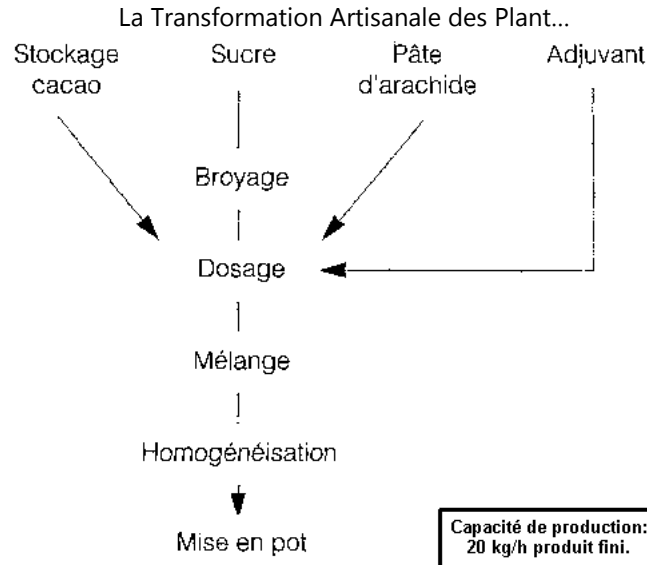 La Transformation Artisanale des Plant...
Stockage cacao
Sucre
Pâte d'arachide
Adjuvant
Broyage
Dosage
Mélange
Homogénéisation
Mise en pot
Capacité de production:
20 kg/h produit fini.